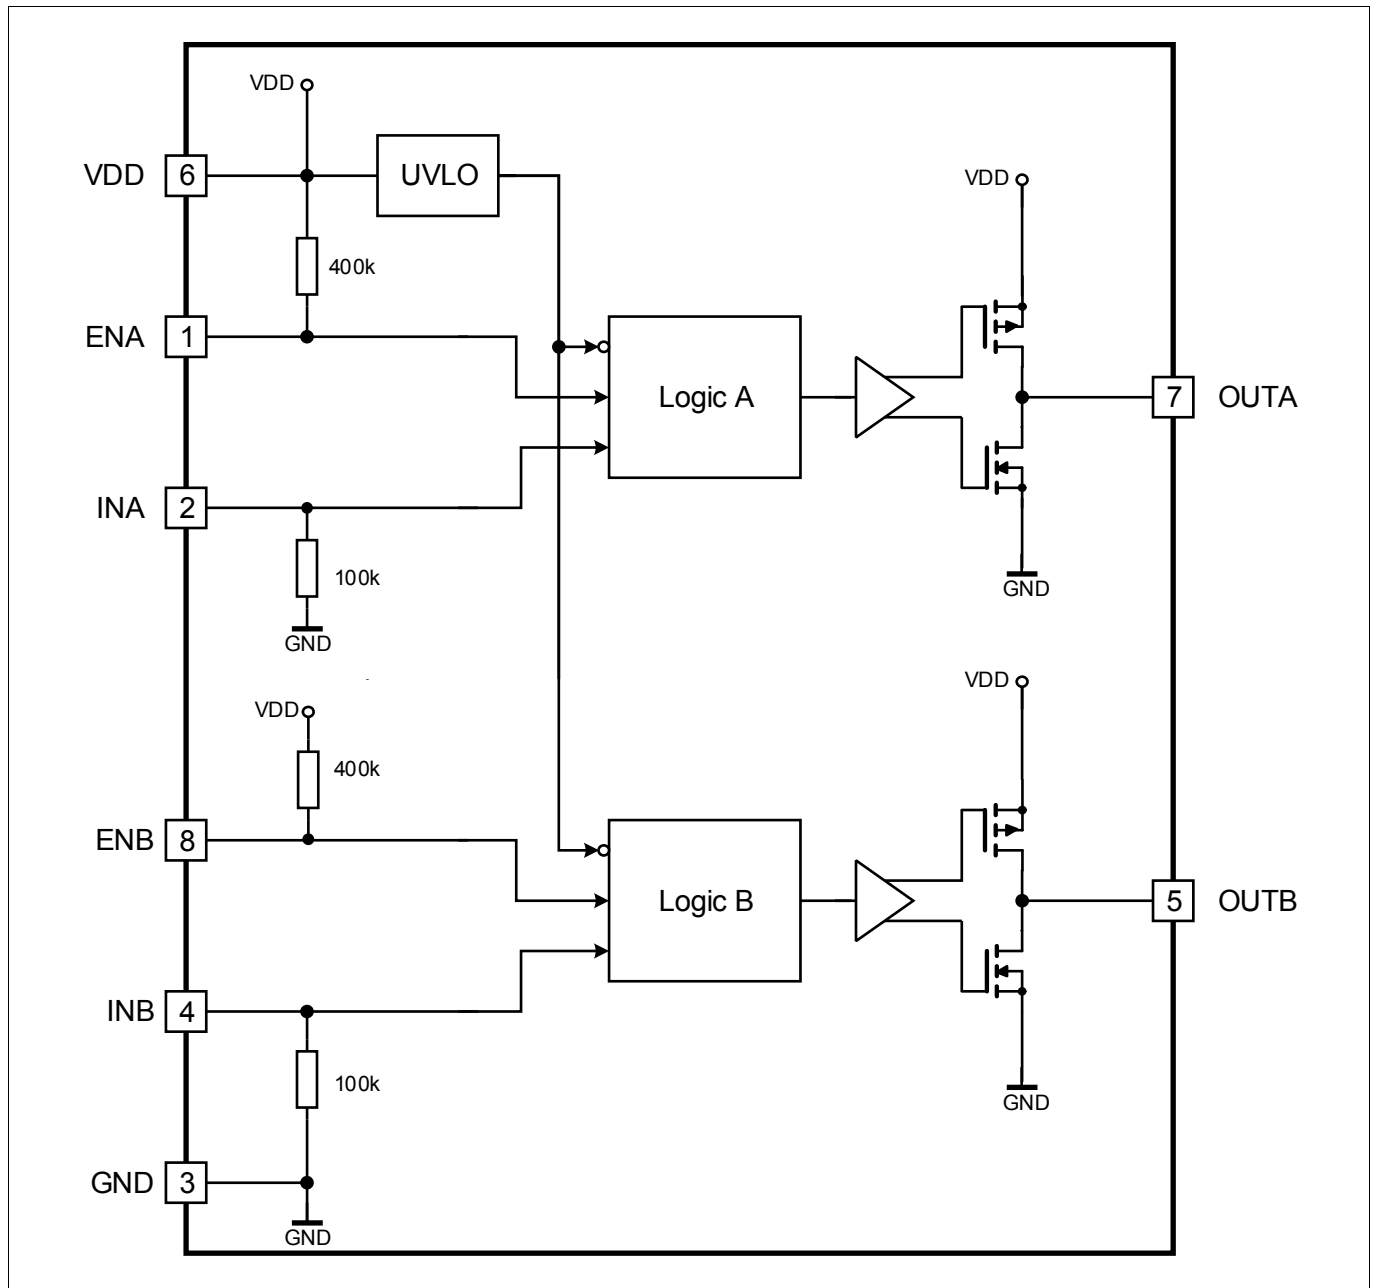 VDD
VDD 6 UVLO
VDD
400k
ENA 1
Logic A
7 OUTA
INA 2
100k
GND
GND
VDD
VDD
400k
ENB 8
Logic B
5 OUTB
INB 4
100k
GND
GND 3
GND